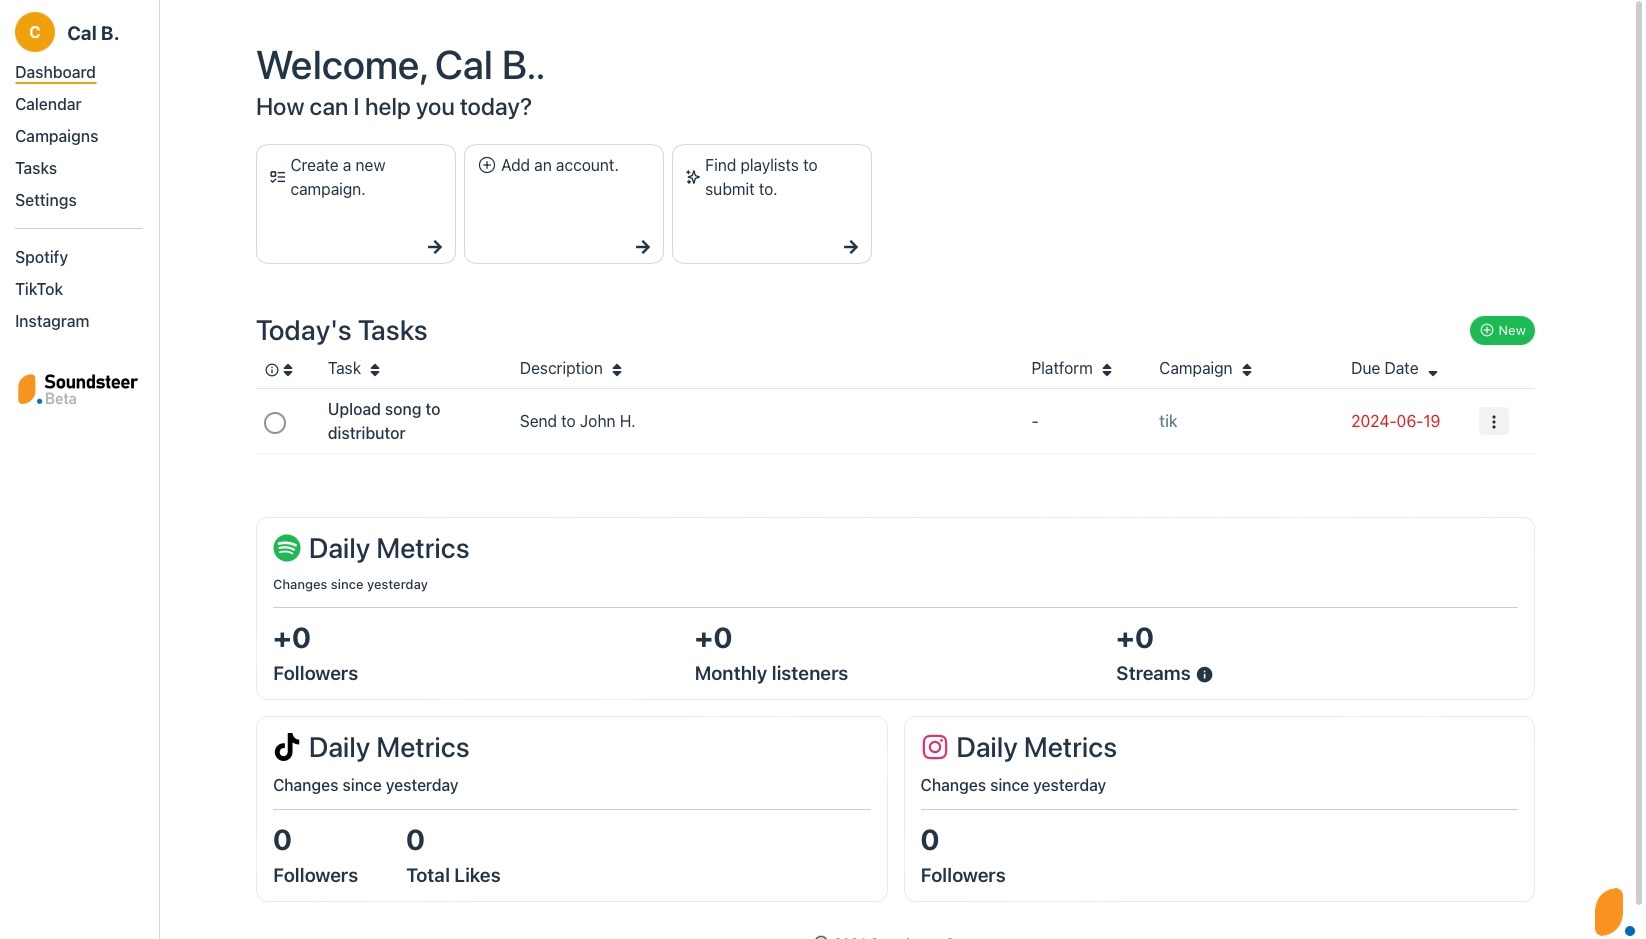 C
Cal B.
Dashboard
Calendar
Campaigns
Tasks
Settings
Spotify
TikTok
Instagram
Soundsteer
Beta
Welcome, Cal B..
How can I help you today?
Create a new
campaign.
Add an account.
Find playlists to
submit to.
Today's Tasks
New
Task
Description
Platform
Campaign
Due Date
Upload song to
distributor
Send to John H.
-
tik
2024-06-19
Daily Metrics
Changes since yesterday
+0
Followers
+0
Monthly listeners
+0
Streams
Daily Metrics
Changes since yesterday
0
Followers
0
Total Likes
Daily Metrics
Changes since yesterday
0
Followers